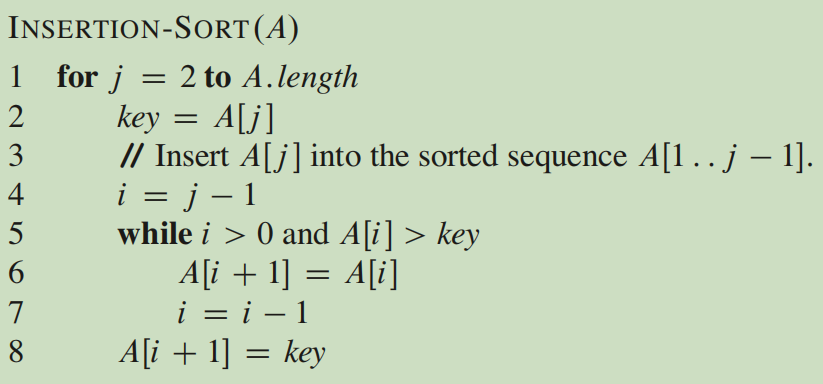 INSERTION-SORT(A)
1 for j = 2 to A.length
2 key = A[j]
3 // Insert A[j] into the sorted sequence A[1 . . j − 1].
4 i = j − 1
5 while i > 0 and A[i] > key
6 A[i + 1] = A[i]
7 i = i − 1
8 A[i + 1] = key